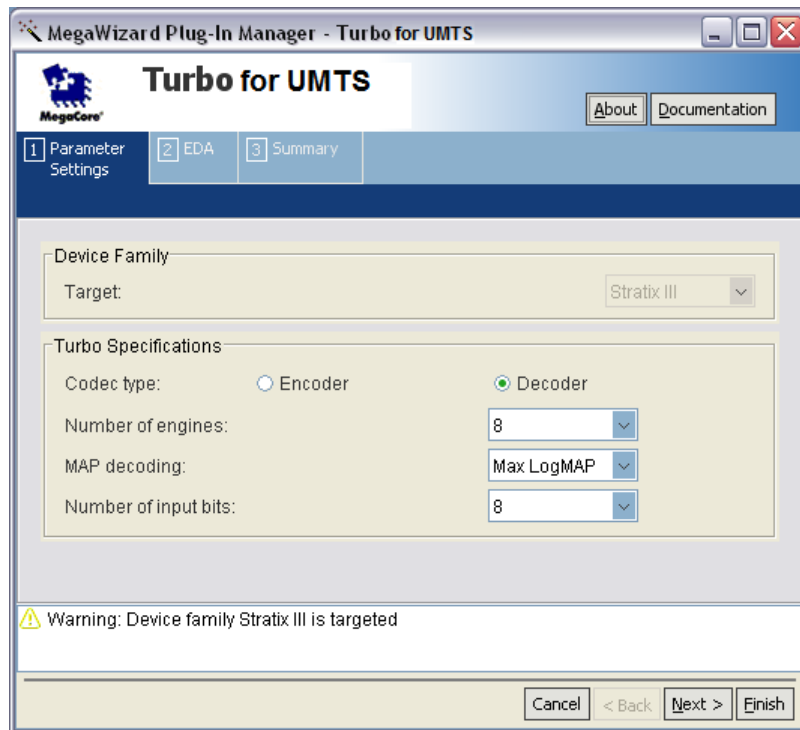 MegaWizard Plug-In Manager - Turbo for UMTS
MegaCore®
Turbo for UMTS
About
Documentation
1 Parameter Settings
2 EDA
3 Summary
Device Family
Target: Stratix III
Turbo Specifications
Codec type: Encoder Decoder
Number of engines: 8
MAP decoding: Max LogMAP
Number of input bits: 8
Warning: Device family Stratix III is targeted
Cancel < Back Next > Finish